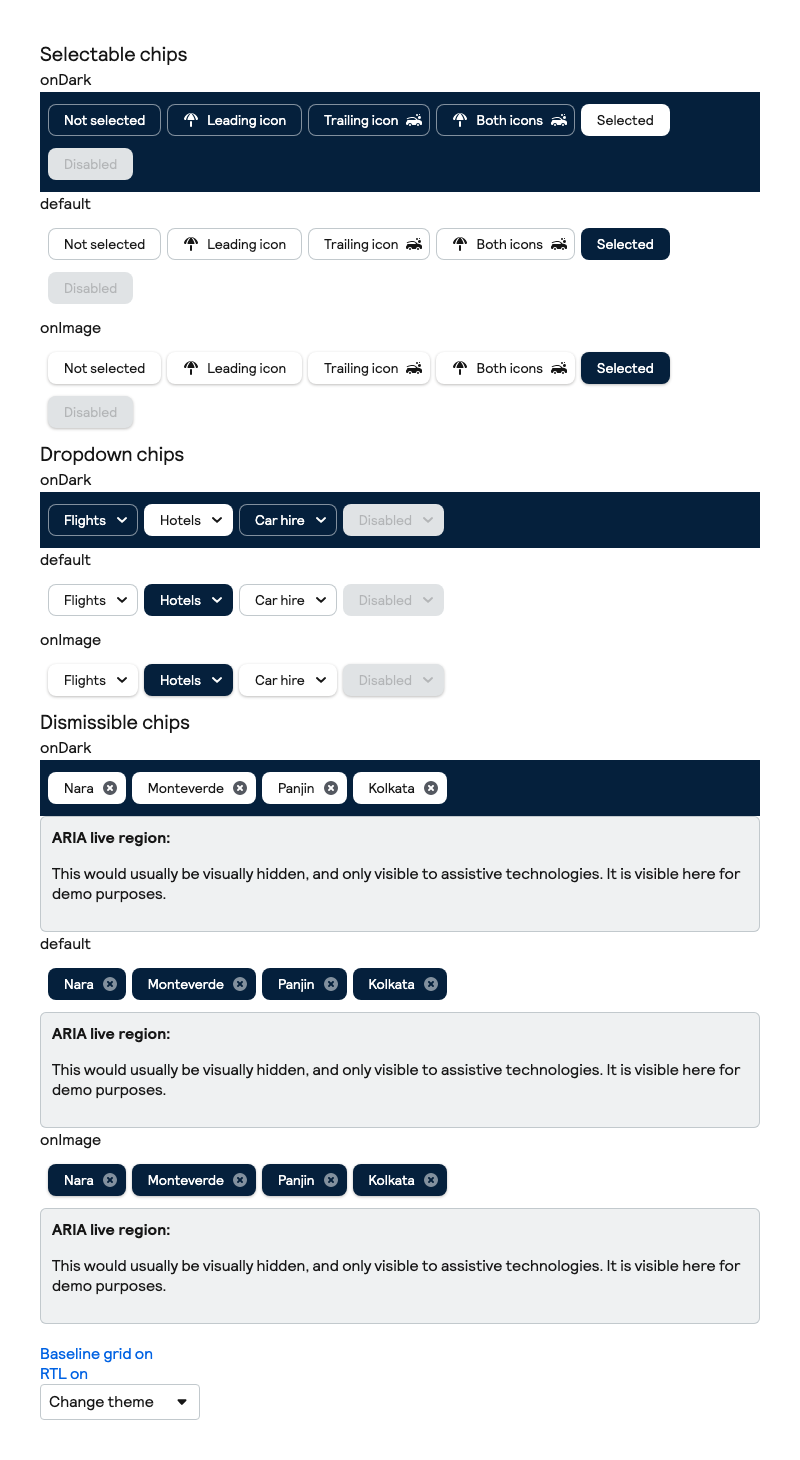 Selectable chips
onDark
Not selected Leading icon Trailing icon Both icons Selected
Disabled
default
Not selected Leading icon Trailing icon Both icons Selected
Disabled
onImage
Not selected Leading icon Trailing icon Both icons Selected
Disabled
Dropdown chips
onDark
Flights Hotels Car hire Disabled
default
Flights Hotels Car hire Disabled
onImage
Flights Hotels Car hire Disabled
Dismissible chips
onDark
Nara Monteverde Panjin Kolkata
ARIA live region:
This would usually be visually hidden, and only visible to assistive technologies. It is visible here for
demo purposes.
default
Nara Monteverde Panjin Kolkata
ARIA live region:
This would usually be visually hidden, and only visible to assistive technologies. It is visible here for
demo purposes.
onImage
Nara Monteverde Panjin Kolkata
ARIA live region:
This would usually be visually hidden, and only visible to assistive technologies. It is visible here for
demo purposes.
Baseline grid on
RTL on
Change theme